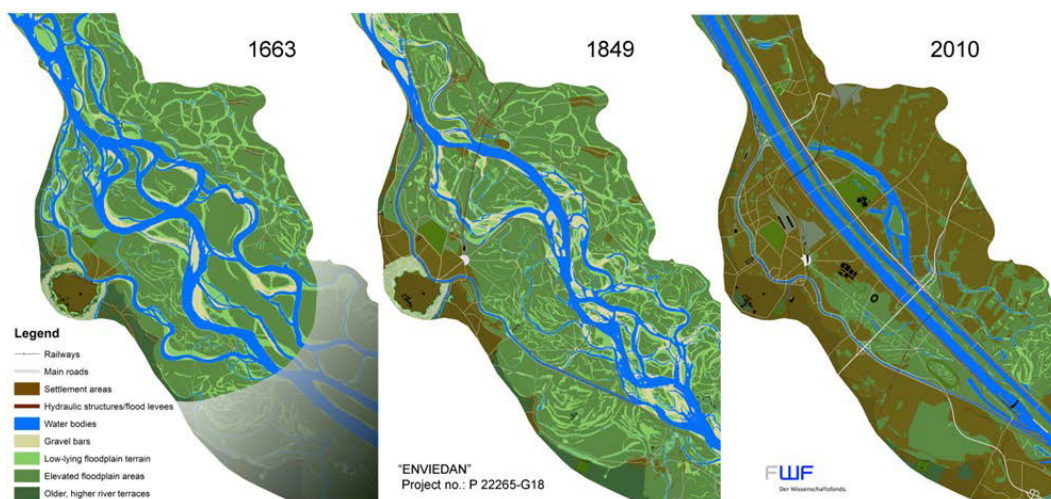 1663
1849
2010
Legend
Railways
Main roads
Settlement areas
Hydraulic structures/flood levees
Water bodies
Gravel bars
Low-lying floodplain terrain
Elevated floodplain areas
Older, higher river terraces
“ENVIEDAN”
Project no.: P 22265-G18
FWF
Der Wissenschaftsfonds.